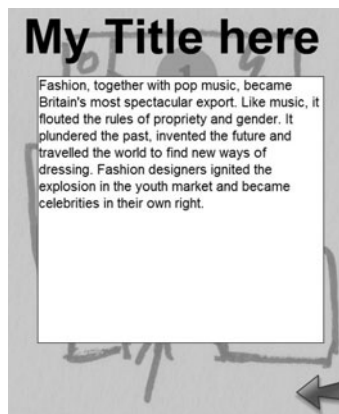 My Title here
Fashion, together with pop music, became
Britain's most spectacular export. Like music, it
flouted the rules of propriety and gender. It
plundered the past, invented the future and
travelled the world to find new ways of
dressing. Fashion designers ignited the
explosion in the youth market and became
celebrities in their own right.